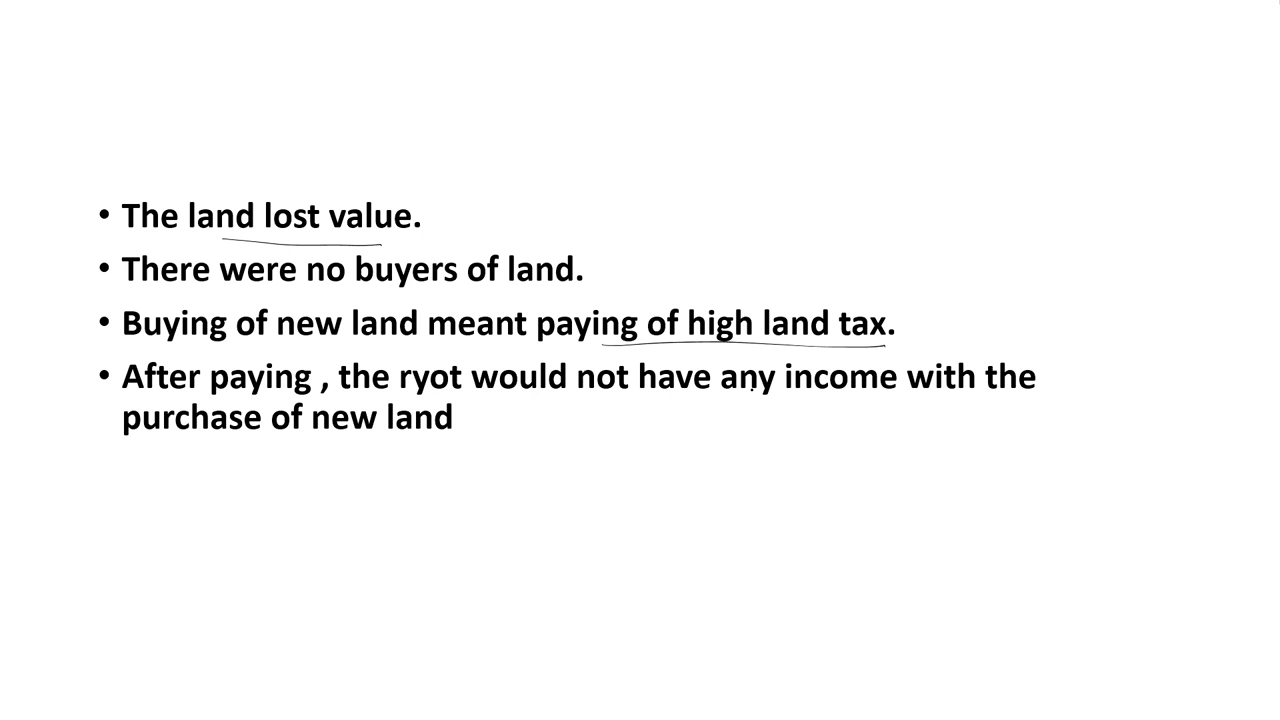 • The land lost value.
• There were no buyers of land.
• Buying of new land meant paying of high land tax.
• After paying , the ryot would not have any income with the
purchase of new land